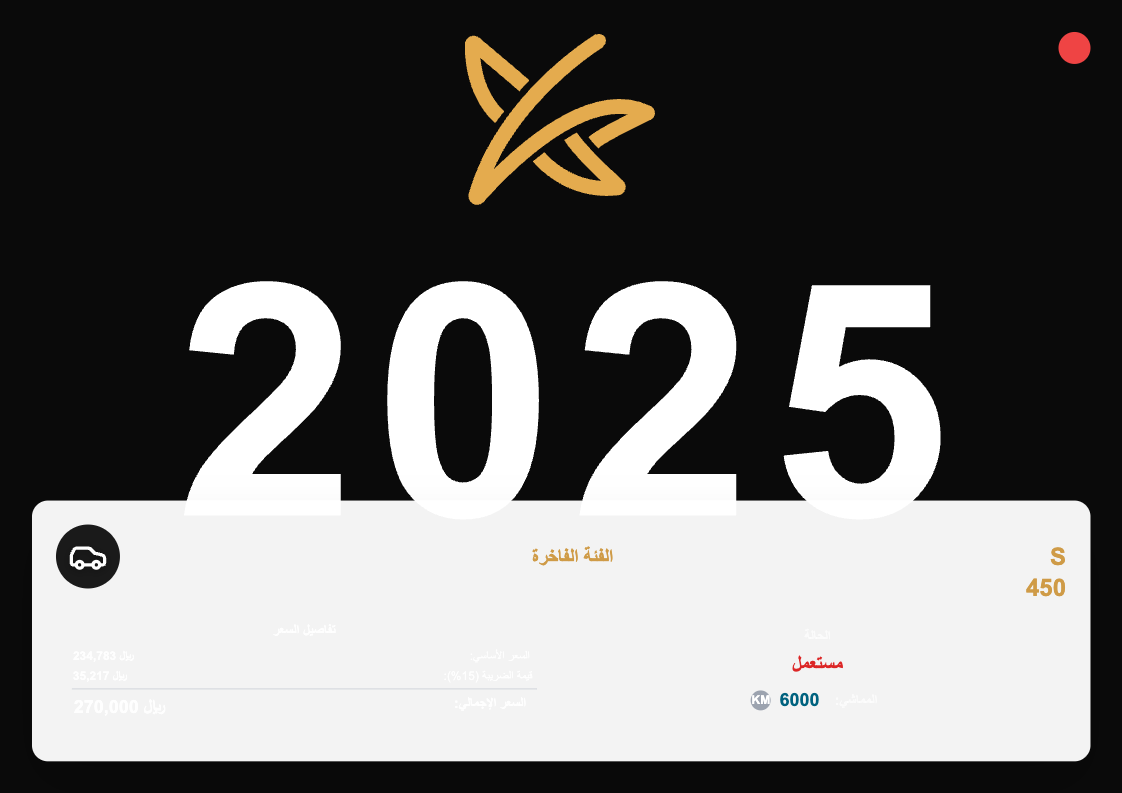 2025
الفئة الفاخرة
S
450
الحالة
مستعمل
الممشى: 6000 KM
تفاصيل السعر
السعر الأساسي: 234,783 ريال
قيمة الضريبة (15%): 35,217 ريال
السعر الإجمالي: 270,000 ريال